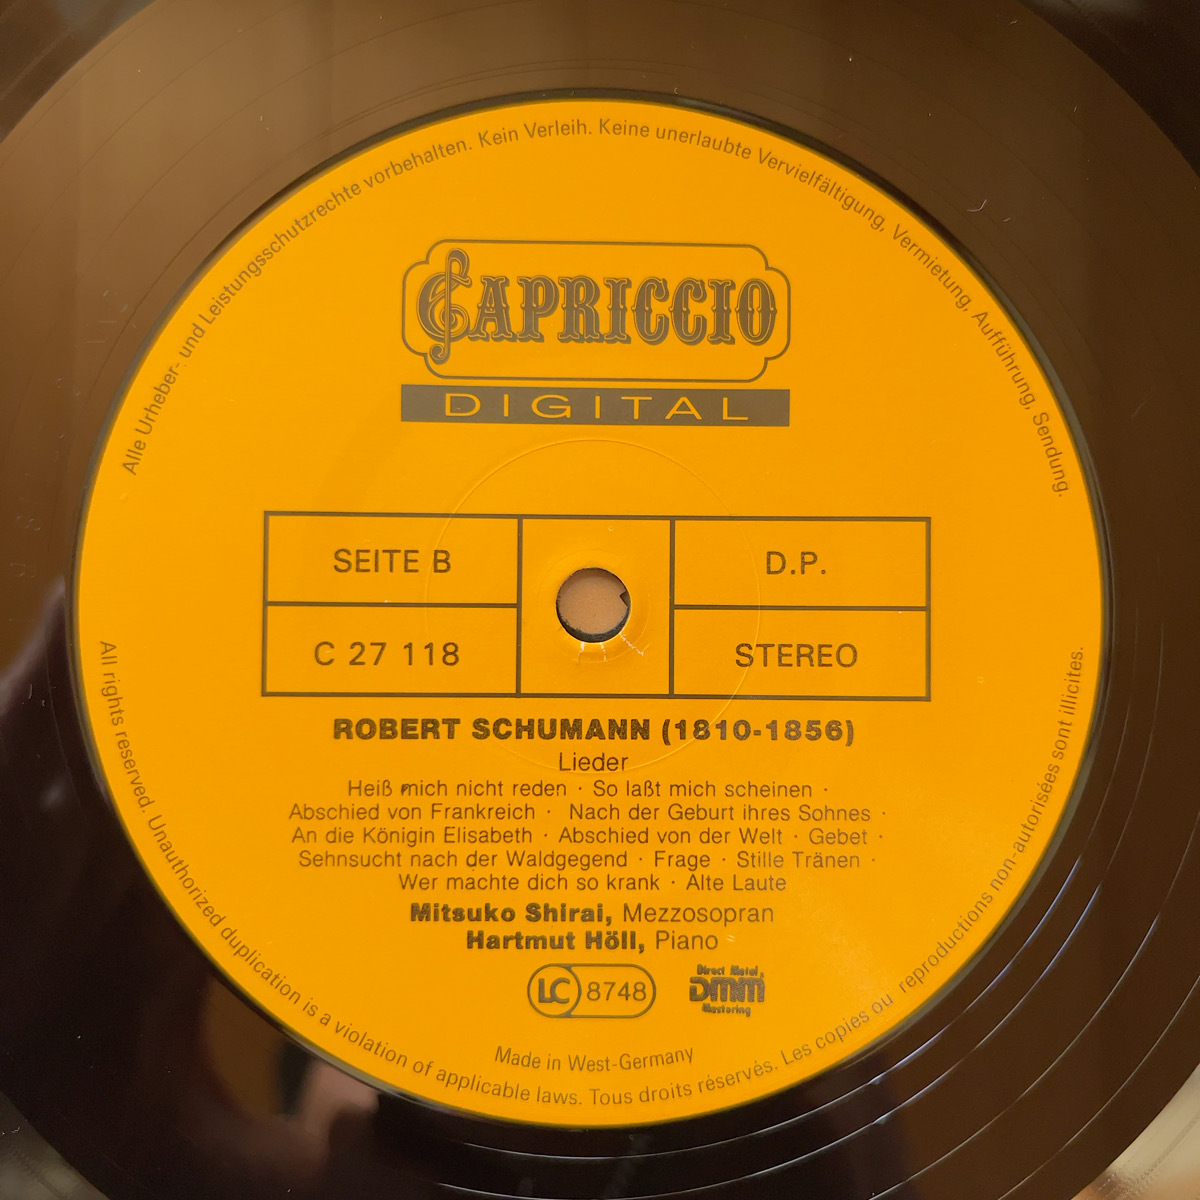 Alle Urheber- und Leistungsschutzrechte vorbehalten. Kein Verleih. Keine unerlaubte Vervielfältigung, Vermietung, Aufführung, Sendung.
CAPRICCIO
DIGITAL
SEITE B
D.P.
C 27 118
STEREO
ROBERT SCHUMANN (1810-1856)
Lieder
Heiß mich nicht reden · So laßt mich scheinen ·
Abschied von Frankreich · Nach der Geburt ihres Sohnes ·
An die Königin Elisabeth · Abschied von der Welt · Gebet ·
Sehnsucht nach der Waldgegend · Frage · Stille Tränen ·
Wer machte dich so krank · Alte Laute
Mitsuko Shirai, Mezzosopran
Hartmut Höll, Piano
LC 8748
Direct Metal
DMM
Mastering
Made in West-Germany
All rights reserved. Unauthorized duplication is a violation of applicable laws. Tous droits réservés. Les copies ou reproductions non-autorisées sont illicites.